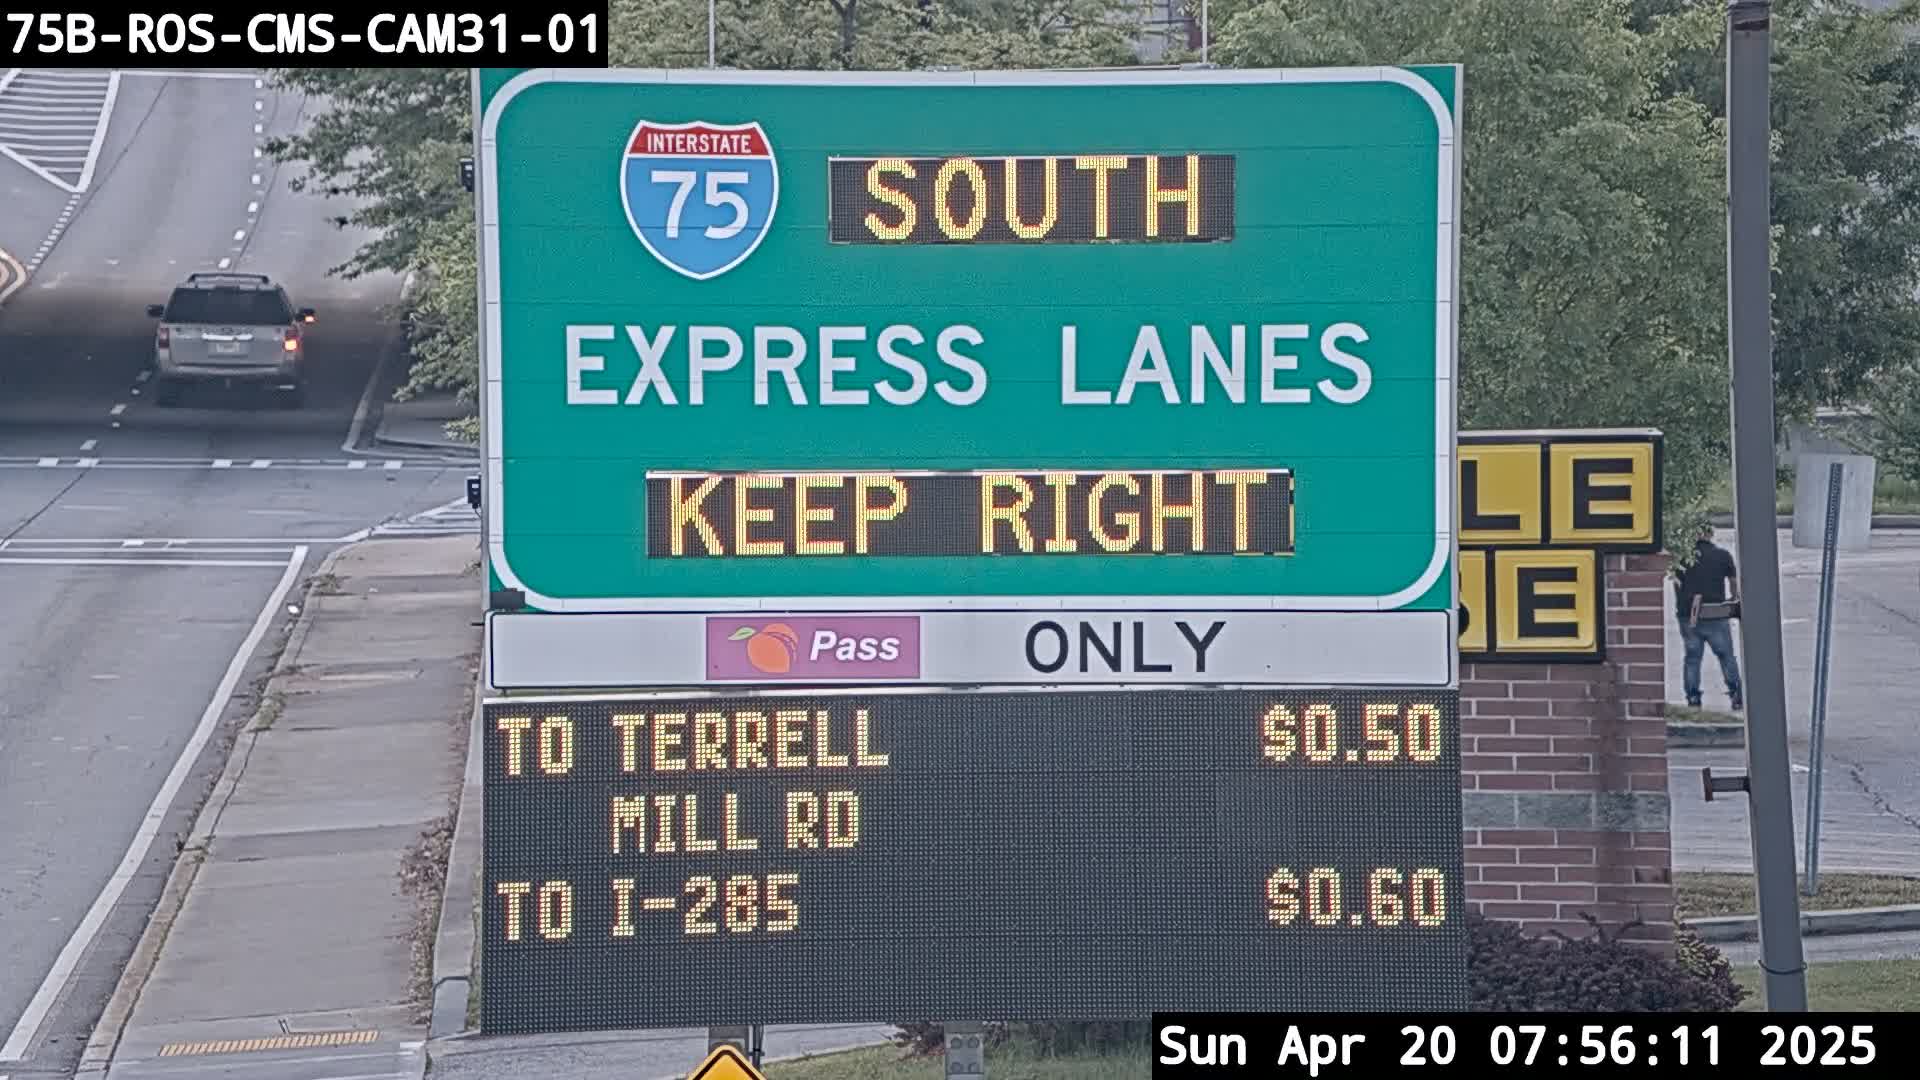 75B-ROS-CMS-CAM31-01
INTERSTATE
75
SOUTH
EXPRESS LANES
KEEP RIGHT
Pass
ONLY
TO TERRELL $0.50
MILL RD
TO I-285 $0.60
LE
E
Sun Apr 20 07:56:11 2025